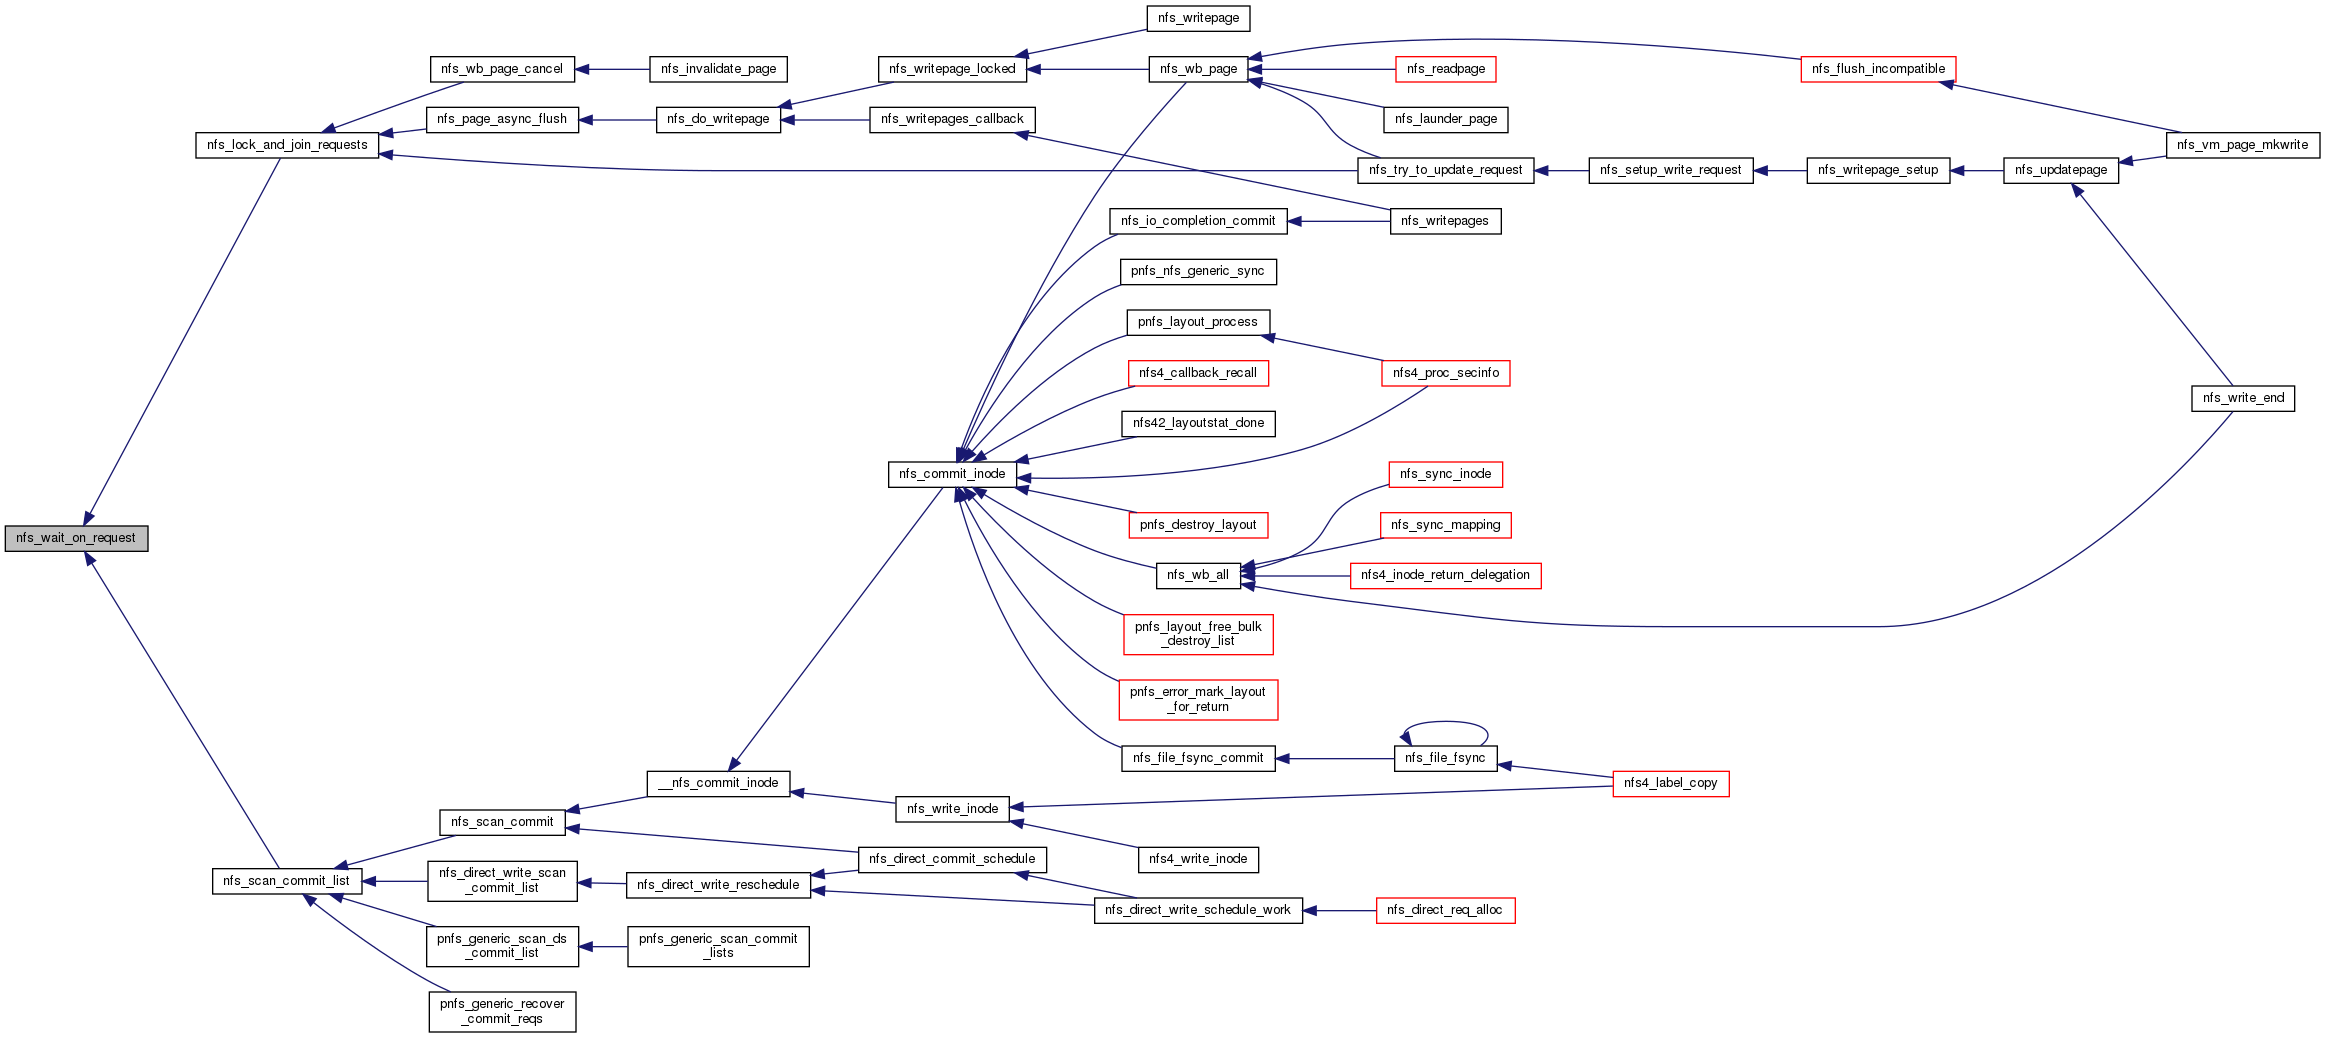 nfs_writepage
nfs_wb_page_cancel
nfs_invalidate_page
nfs_writepage_locked
nfs_wb_page
nfs_readpage
nfs_flush_incompatible
nfs_page_async_flush
nfs_do_writepage
nfs_writepages_callback
nfs_launder_page
nfs_lock_and_join_requests
nfs_vm_page_mkwrite
nfs_try_to_update_request
nfs_setup_write_request
nfs_writepage_setup
nfs_updatepage
nfs_io_completion_commit
nfs_writepages
pnfs_nfs_generic_sync
pnfs_layout_process
nfs4_callback_recall
nfs4_proc_secinfo
nfs_write_end
nfs42_layoutstat_done
nfs_commit_inode
nfs_sync_inode
pnfs_destroy_layout
nfs_sync_mapping
nfs_wait_on_request
nfs_wb_all
nfs4_inode_return_delegation
pnfs_layout_free_bulk
_destroy_list
pnfs_error_mark_layout
_for_return
nfs_file_fsync_commit
nfs_file_fsync
__nfs_commit_inode
nfs4_label_copy
nfs_write_inode
nfs_scan_commit
nfs_direct_commit_schedule
nfs4_write_inode
nfs_scan_commit_list
nfs_direct_write_scan
_commit_list
nfs_direct_write_reschedule
nfs_direct_write_schedule_work
nfs_direct_req_alloc
pnfs_generic_scan_ds
_commit_list
pnfs_generic_scan_commit
_lists
pnfs_generic_recover
_commit_reqs